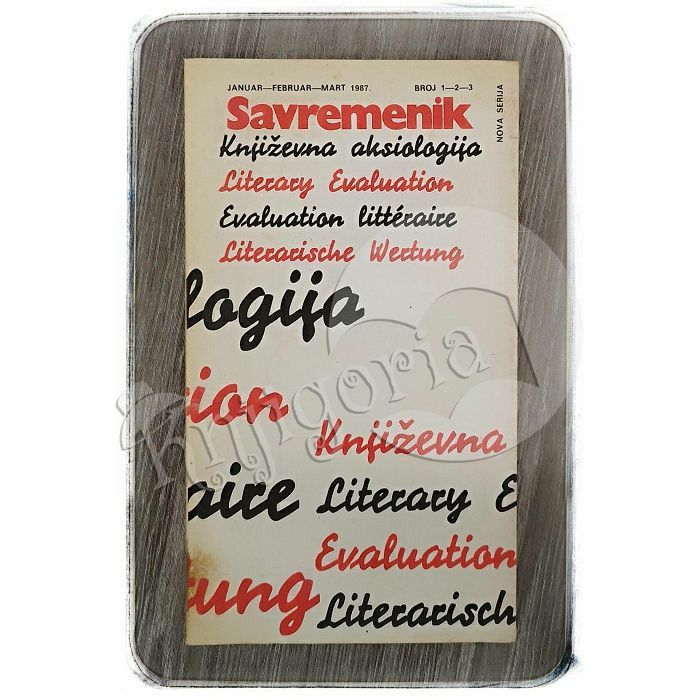 JANUAR—FEBRUAR—MART 1987. BROJ 1—2—3
NOVA SERIJA
Savremenik
Književna aksiologija
Literary Evaluation
Evaluation littéraire
Literarische Wertung
logija
tion
Književna
aire Literary E
Evaluation
tung
Literarisch
Knjigoria